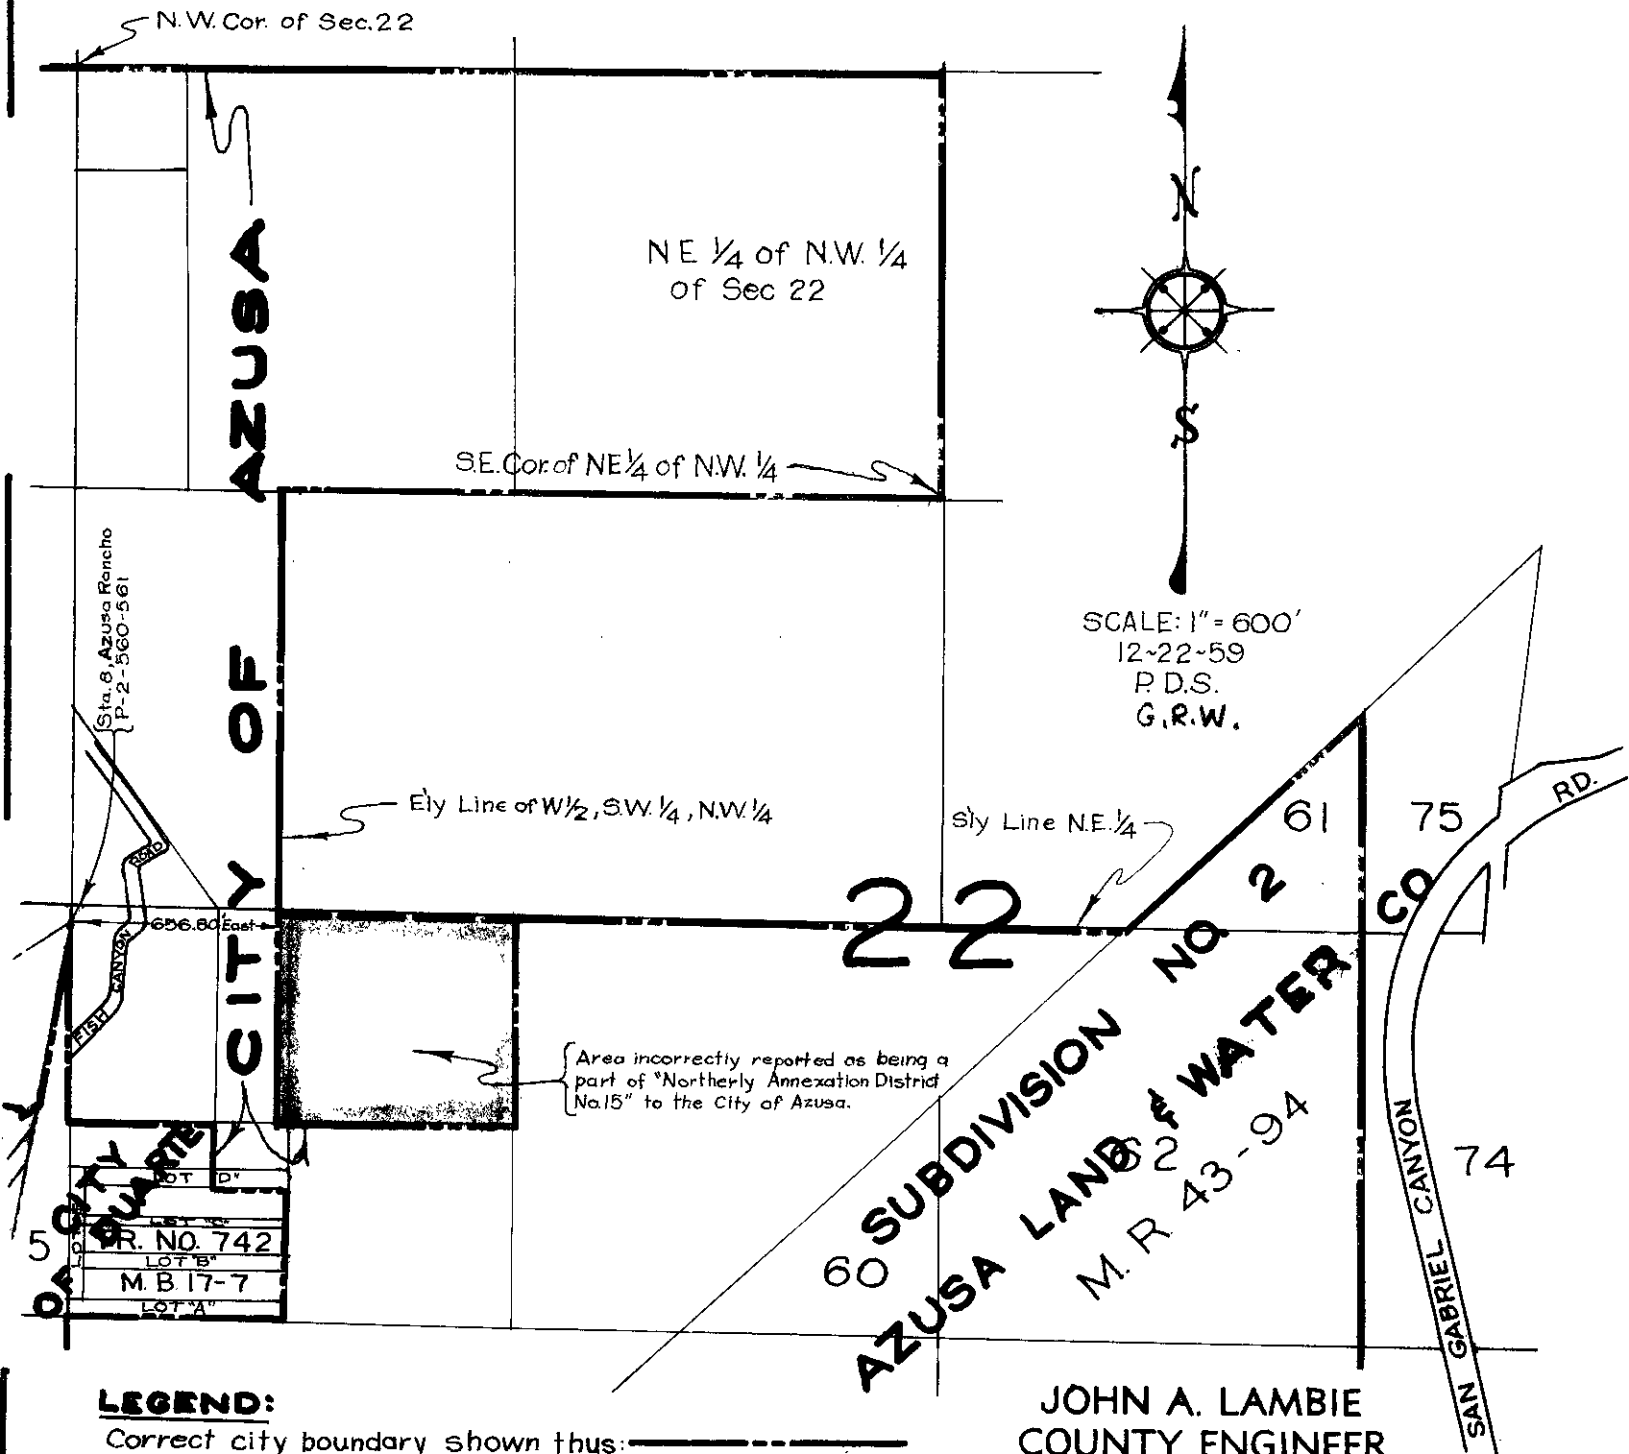 N.W. Cor. of Sec. 22
CITY OF AZUSA
N E 1/4 of N.W. 1/4
of Sec 22
N
S
S.E. Cor. of NE 1/4 of N.W. 1/4
SCALE: 1" = 600'
12-22-59
P. D.S.
G.R.W.
Sta. 8, Azusa Rancho
P-2-560-561
E'ly Line of W 1/2, S.W. 1/4, N.W. 1/4
S'ly Line N.E. 1/4
61
75
RD.
22
656.80' East
FISH CANYON ROAD
Area incorrectly reported as being a
part of "Northerly Annexation District
No.15" to the City of Azusa.
SUBDIVISION NO. 2
AZUSA LAND & WATER CO
M. R. 43-94
62
74
60
SAN GABRIEL CANYON
CITY
OF DUARTE
LOT "D"
LOT "C"
TR. NO. 742
LOT "B"
M. B. 17-7
LOT "A"
5
LEGEND:
Correct city boundary shown thus:
JOHN A. LAMBIE
COUNTY ENGINEER